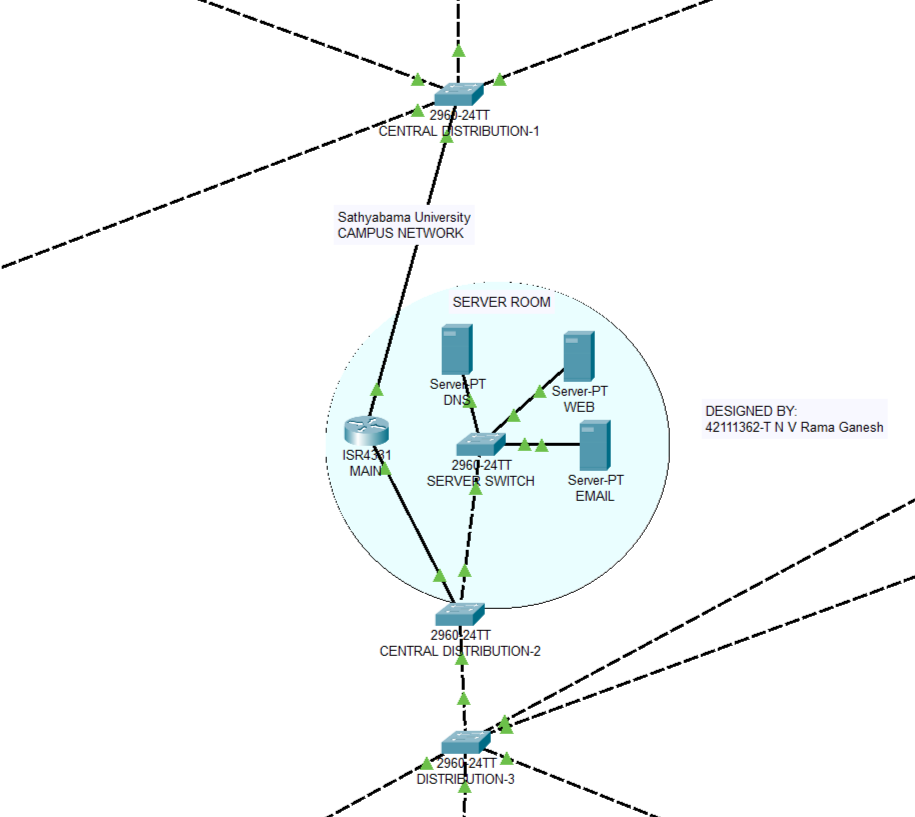 2960-24TT
CENTRAL DISTRIBUTION-1
Sathyabama University
CAMPUS NETWORK
SERVER ROOM
Server-PT
DNS
Server-PT
WEB
DESIGNED BY:
42111362-T N V Rama Ganesh
ISR4331
MAIN
2960-24TT
SERVER SWITCH
Server-PT
EMAIL
2960-24TT
CENTRAL DISTRIBUTION-2
2960-24TT
DISTRIBUTION-3